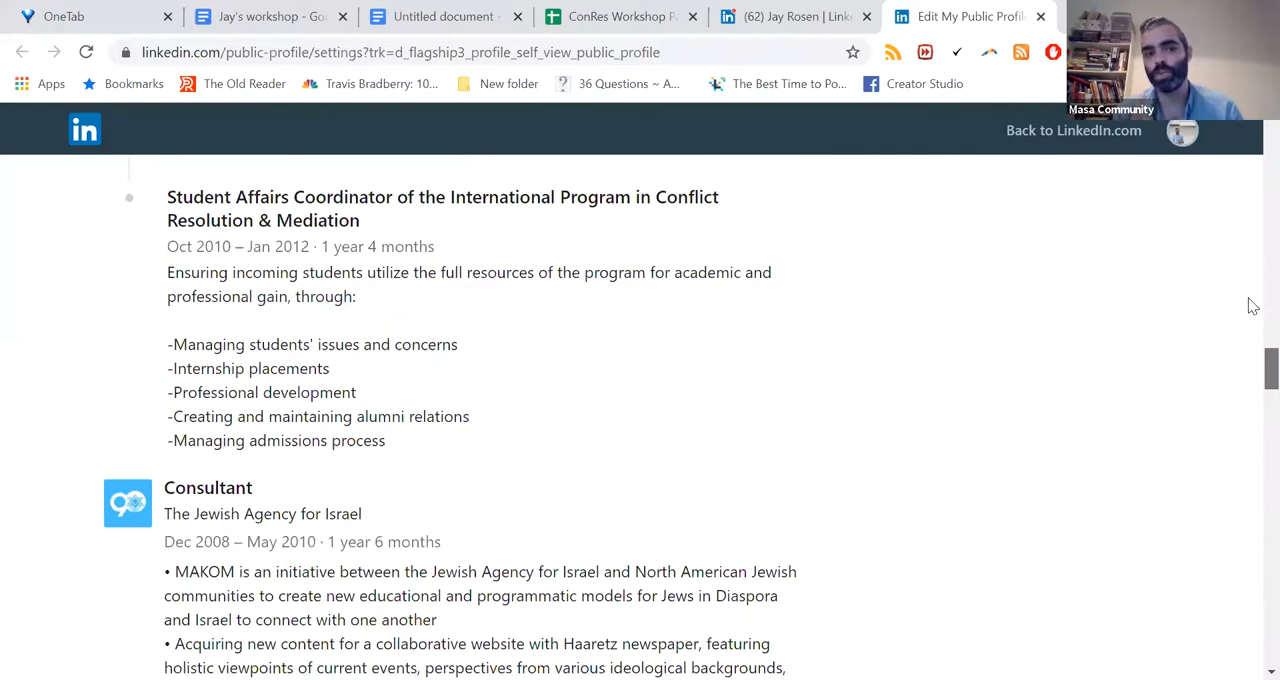 OneTab
Jay's workshop - Goo
Untitled document -
ConRes Workshop Pa
(62) Jay Rosen | Linke
Edit My Public Profil
linkedin.com/public-profile/settings?trk=d_flagship3_profile_self_view_public_profile
Apps
Bookmarks
The Old Reader
Travis Bradberry: 10...
New folder
36 Questions ~ A...
The Best Time to Po...
Creator Studio
Masa Community
in
Back to LinkedIn.com
Student Affairs Coordinator of the International Program in Conflict
Resolution & Mediation
Oct 2010 – Jan 2012 · 1 year 4 months
Ensuring incoming students utilize the full resources of the program for academic and
professional gain, through:
-Managing students' issues and concerns
-Internship placements
-Professional development
-Creating and maintaining alumni relations
-Managing admissions process
90
Consultant
The Jewish Agency for Israel
Dec 2008 – May 2010 · 1 year 6 months
• MAKOM is an initiative between the Jewish Agency for Israel and North American Jewish
communities to create new educational and programmatic models for Jews in Diaspora
and Israel to connect with one another
• Acquiring new content for a collaborative website with Haaretz newspaper, featuring
holistic viewpoints of current events, perspectives from various ideological backgrounds,